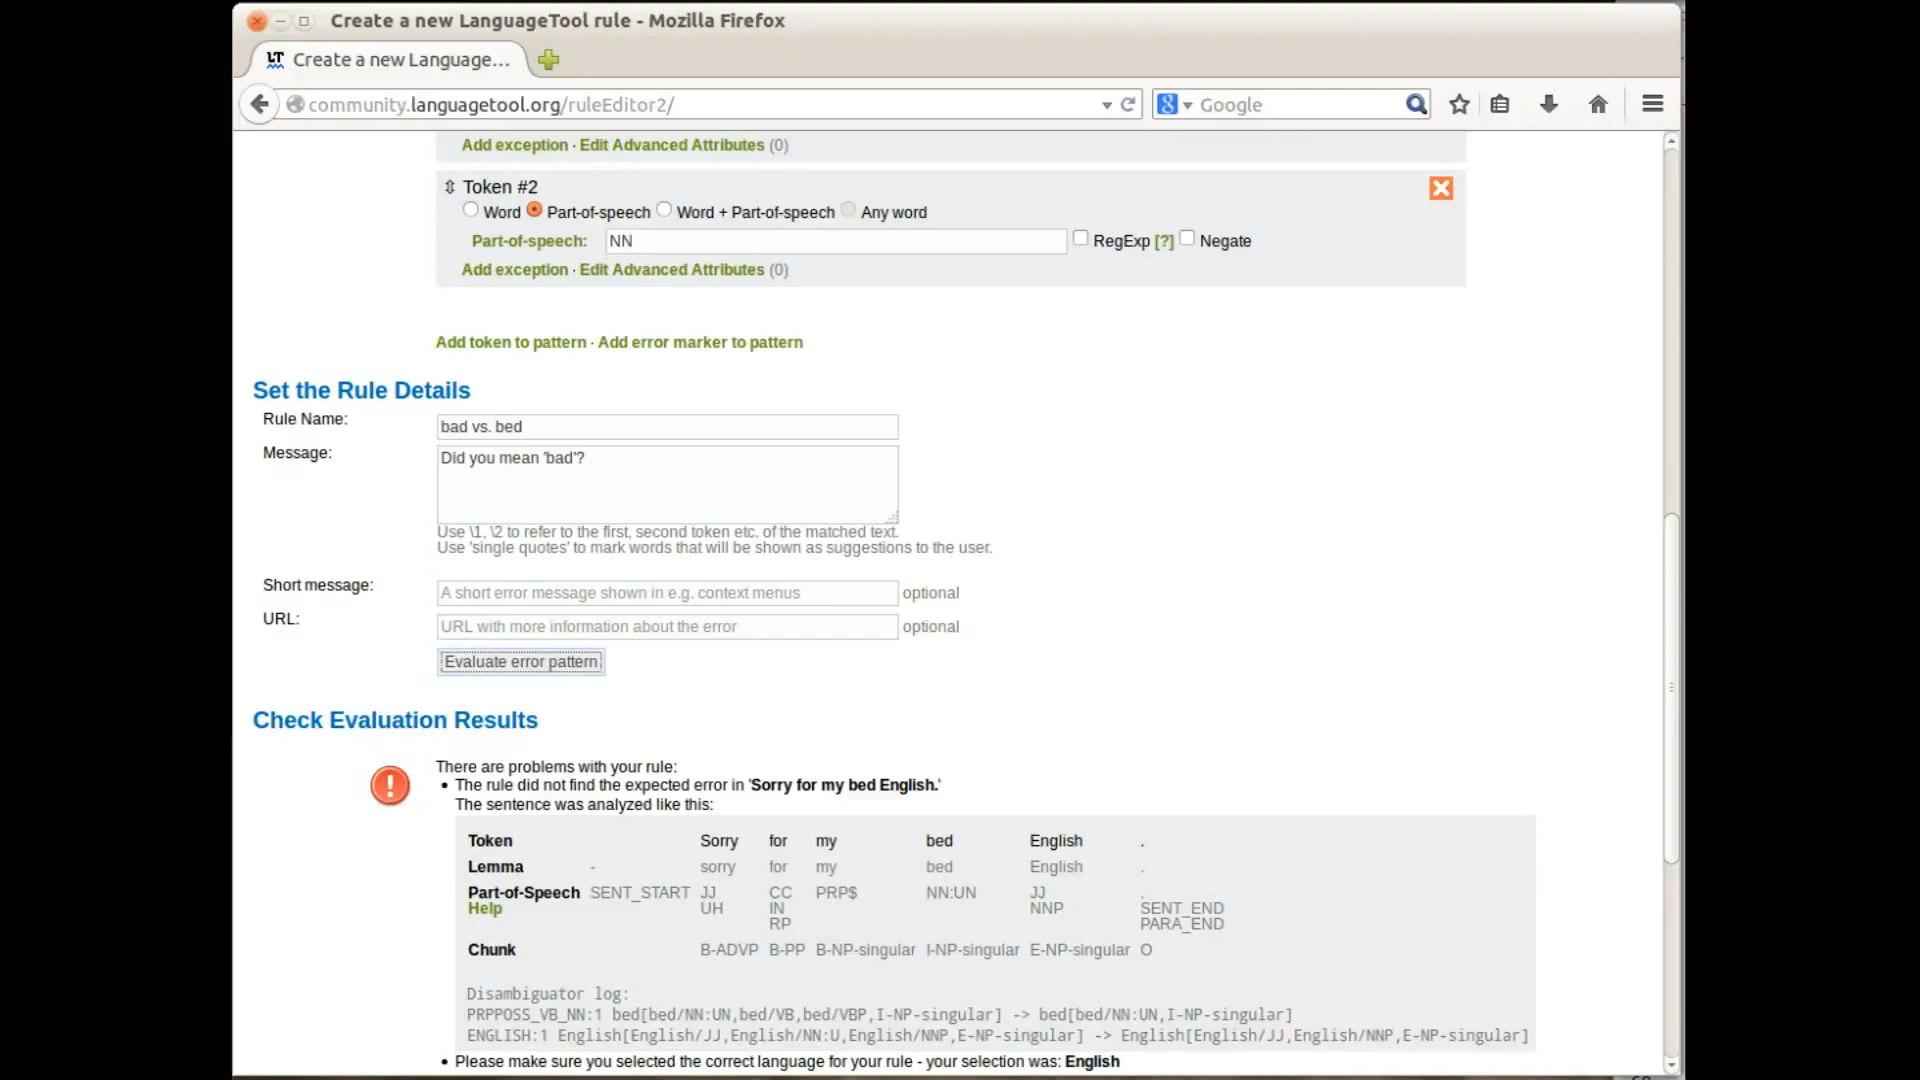 Create a new LanguageTool rule - Mozilla Firefox
LT Create a new Language...
community.languagetool.org/ruleEditor2/
8 Google
Add exception · Edit Advanced Attributes (0)
Token #2
Word Part-of-speech Word + Part-of-speech Any word
Part-of-speech: NN RegExp [?] Negate
Add exception · Edit Advanced Attributes (0)
Add token to pattern · Add error marker to pattern
Set the Rule Details
Rule Name: bad vs. bed
Message: Did you mean 'bad'?
Use \1, \2 to refer to the first, second token etc. of the matched text.
Use 'single quotes' to mark words that will be shown as suggestions to the user.
Short message: A short error message shown in e.g. context menus optional
URL: URL with more information about the error optional
Evaluate error pattern
Check Evaluation Results
There are problems with your rule:
• The rule did not find the expected error in 'Sorry for my bed English.'
The sentence was analyzed like this:
Token Sorry for my bed English .
Lemma - sorry for my bed English .
Part-of-Speech SENT_START JJ CC PRP$ NN:UN JJ .
Help UH IN NNP SENT_END
RP PARA_END
Chunk B-ADVP B-PP B-NP-singular I-NP-singular E-NP-singular O
Disambiguator log:
PRPPOSS_VB_NN:1 bed[bed/NN:UN,bed/VB,bed/VBP,I-NP-singular] -> bed[bed/NN:UN,I-NP-singular]
ENGLISH:1 English[English/JJ,English/NN:U,English/NNP,E-NP-singular] -> English[English/JJ,English/NNP,E-NP-singular]
• Please make sure you selected the correct language for your rule - your selection was: English